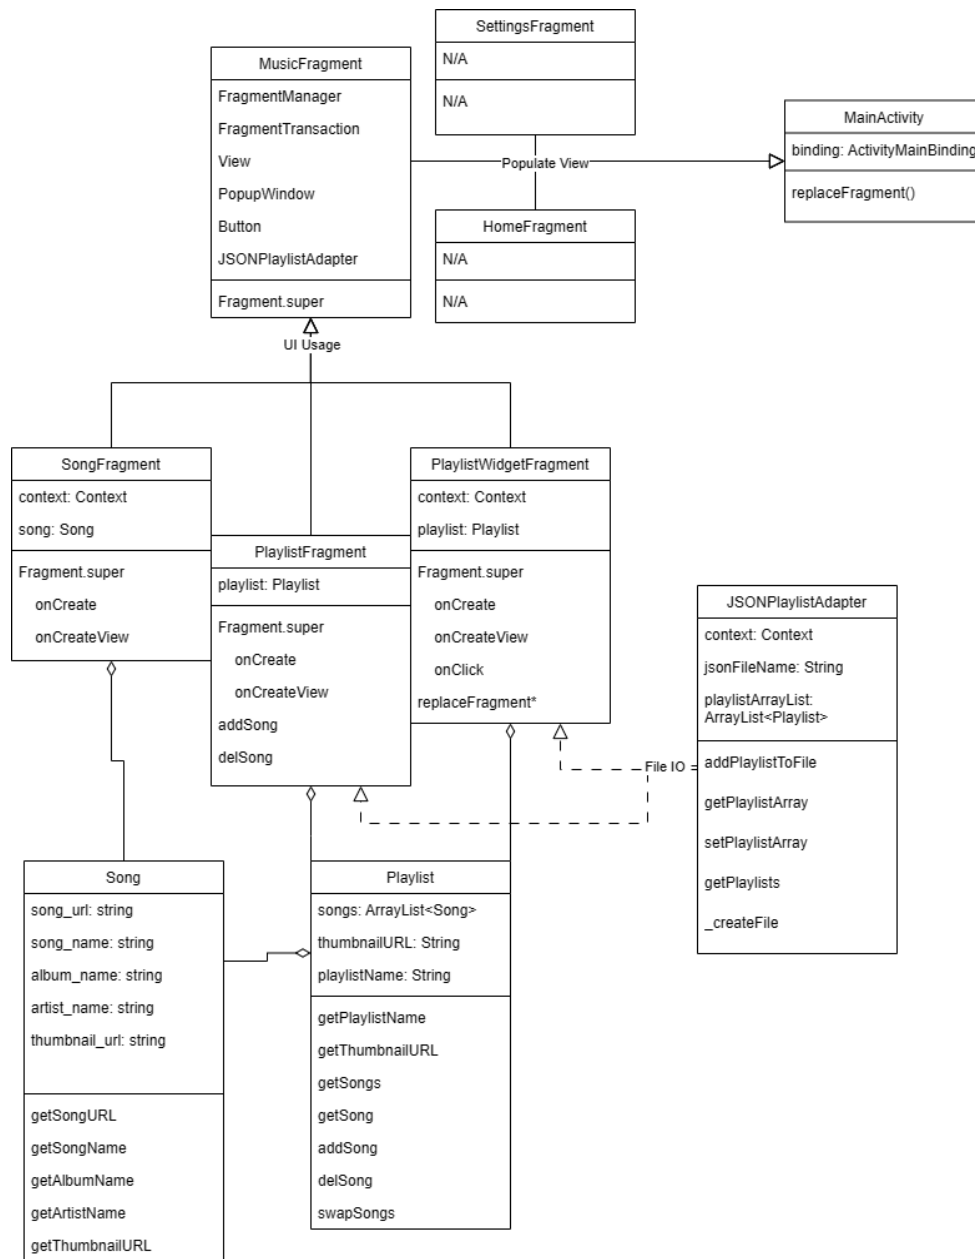 SettingsFragment
N/A
N/A
MusicFragment
FragmentManager
FragmentTransaction
View
PopupWindow
Button
JSONPlaylistAdapter
Fragment.super
Populate View
MainActivity
binding: ActivityMainBinding
replaceFragment()
HomeFragment
N/A
N/A
UI Usage
SongFragment
context: Context
song: Song
Fragment.super
onCreate
onCreateView
PlaylistFragment
playlist: Playlist
Fragment.super
onCreate
onCreateView
addSong
delSong
PlaylistWidgetFragment
context: Context
playlist: Playlist
Fragment.super
onCreate
onCreateView
onClick
replaceFragment*
JSONPlaylistAdapter
context: Context
jsonFileName: String
playlistArrayList:
ArrayList<Playlist>
addPlaylistToFile
getPlaylistArray
setPlaylistArray
getPlaylists
_createFile
File IO
Song
song_url: string
song_name: string
album_name: string
artist_name: string
thumbnail_url: string
getSongURL
getSongName
getAlbumName
getArtistName
getThumbnailURL
Playlist
songs: ArrayList<Song>
thumbnailURL: String
playlistName: String
getPlaylistName
getThumbnailURL
getSongs
getSong
addSong
delSong
swapSongs